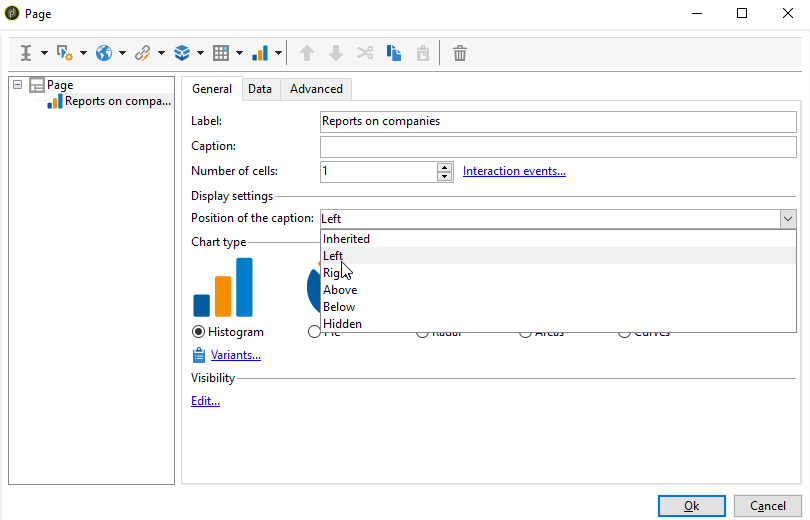 Page
Page
Reports on compa...
General Data Advanced
Label: Reports on companies
Caption:
Number of cells: 1 Interaction events...
Display settings
Position of the caption: Left
Inherited
Left
Right
Above
Below
Hidden
Chart type
Histogram Pie Radar Areas Curves
Variants...
Visibility
Edit...
Ok Cancel